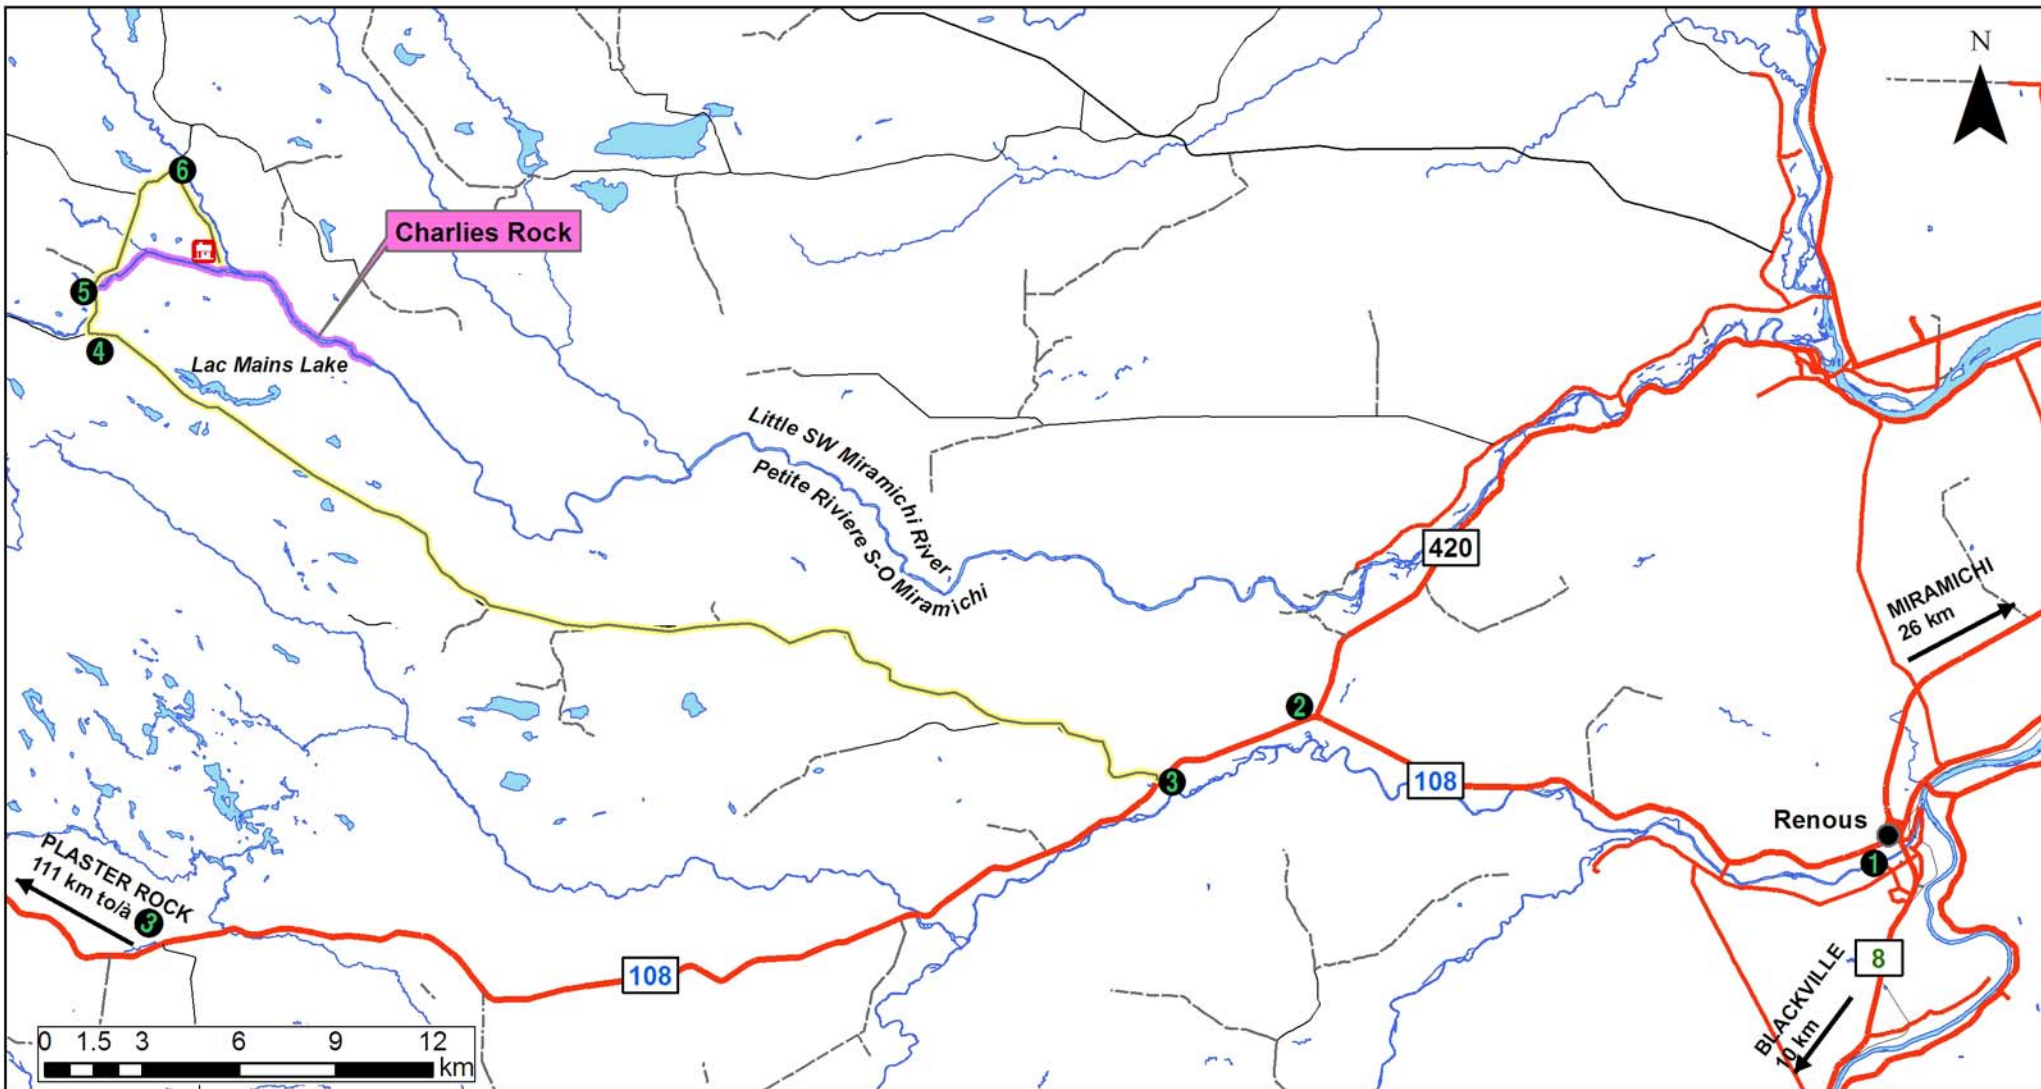 N
6
Charlies Rock
5
4
Lac Mains Lake
Little SW Miramichi River
Petite Riviere S-O Miramichi
420
MIRAMICHI
26 km
2
3
108
Renous
1
PLASTER ROCK
111 km to/à 3
108
8
BLACKVILLE
10 km
0 1.5 3 6 9 12
km